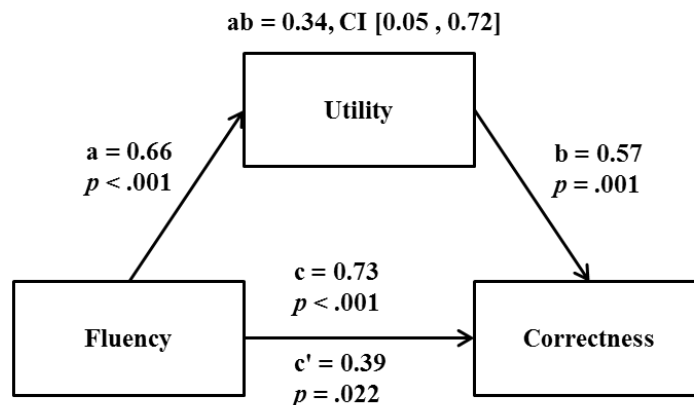 ab = 0.34, CI [0.05 , 0.72]
Utility
a = 0.66
p < .001
b = 0.57
p = .001
c = 0.73
p < .001
Fluency
Correctness
c' = 0.39
p = .022